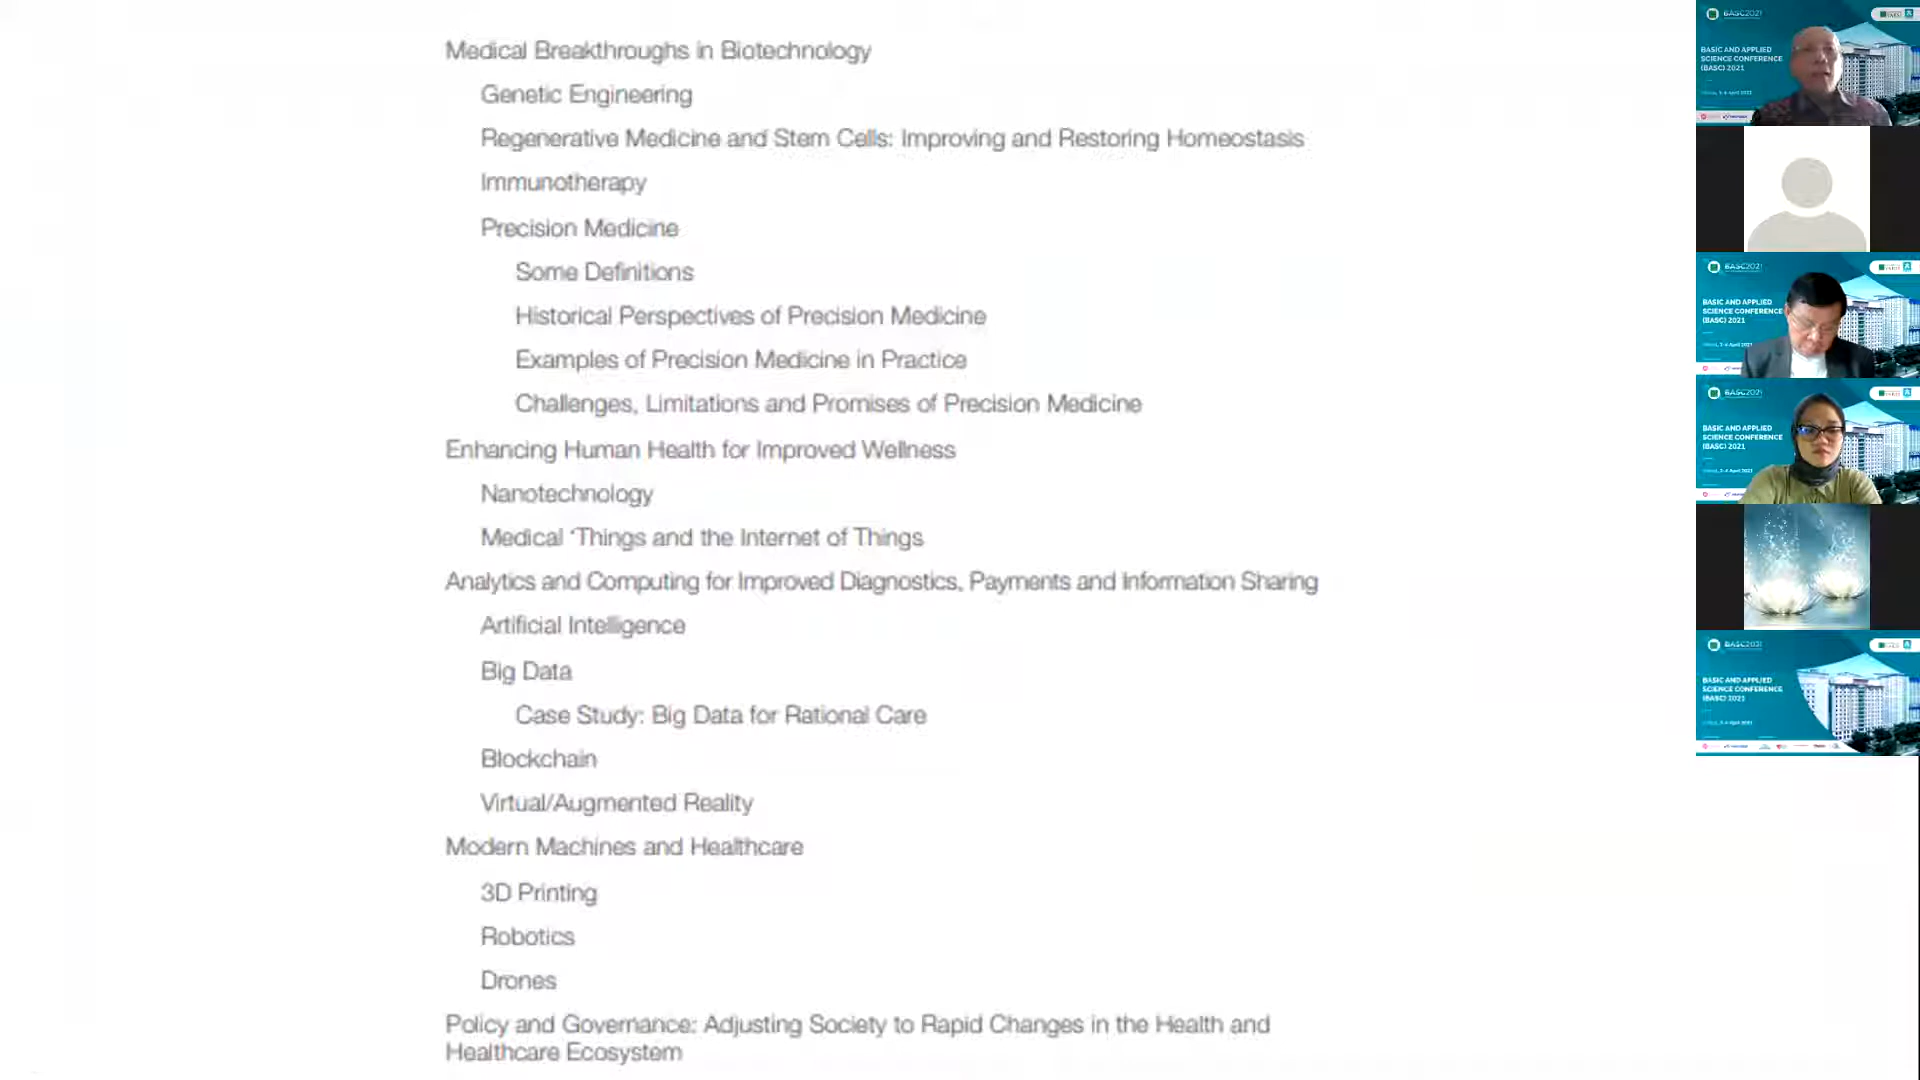 Medical Breakthroughs in Biotechnology
Genetic Engineering
Regenerative Medicine and Stem Cells: Improving and Restoring Homeostasis
Immunotherapy
Precision Medicine
Some Definitions
Historical Perspectives of Precision Medicine
Examples of Precision Medicine in Practice
Challenges, Limitations and Promises of Precision Medicine
Enhancing Human Health for Improved Wellness
Nanotechnology
Medical ‘Things and the Internet of Things
Analytics and Computing for Improved Diagnostics, Payments and Information Sharing
Artificial Intelligence
Big Data
Case Study: Big Data for Rational Care
Blockchain
Virtual/Augmented Reality
Modern Machines and Healthcare
3D Printing
Robotics
Drones
Policy and Governance: Adjusting Society to Rapid Changes in the Health and
Healthcare Ecosystem
BASC2021
BASIC AND APPLIED
SCIENCE CONFERENCE
(BASC) 2021
BASC2021
BASIC AND APPLIED
SCIENCE CONFERENCE
(BASC) 2021
BASC2021
BASIC AND APPLIED
SCIENCE CONFERENCE
(BASC) 2021
BASC2021
BASIC AND APPLIED
SCIENCE CONFERENCE
(BASC) 2021